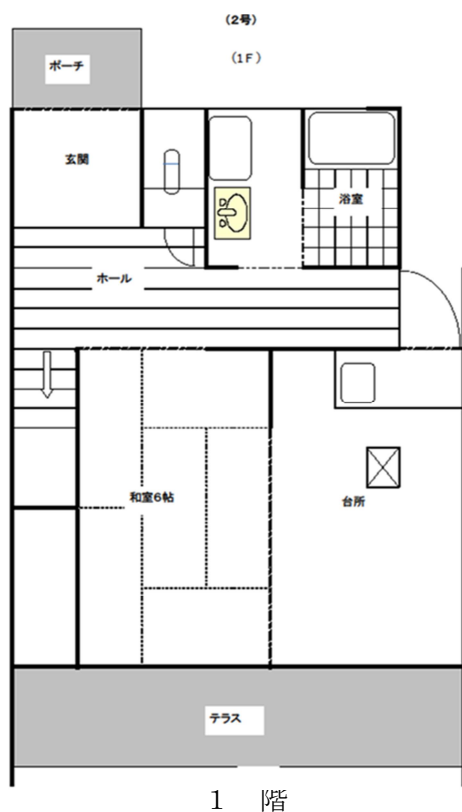 (2号)
(1F)
ポーチ
玄関
浴室
ホール
和室6帖
台所
テラス
1 階